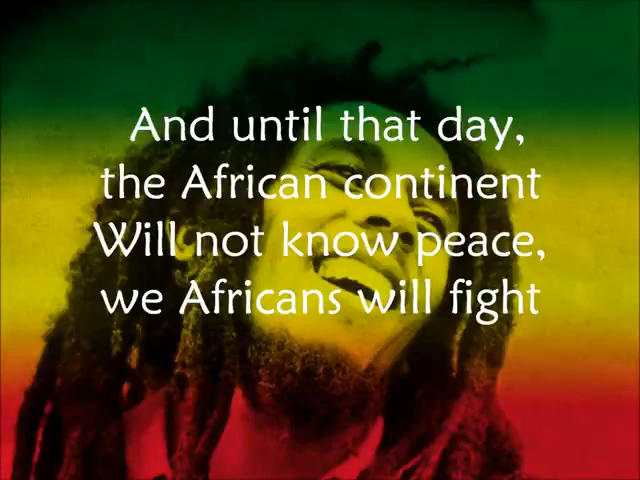 And until that day,
the African continent
Will not know peace,
we Africans will fight